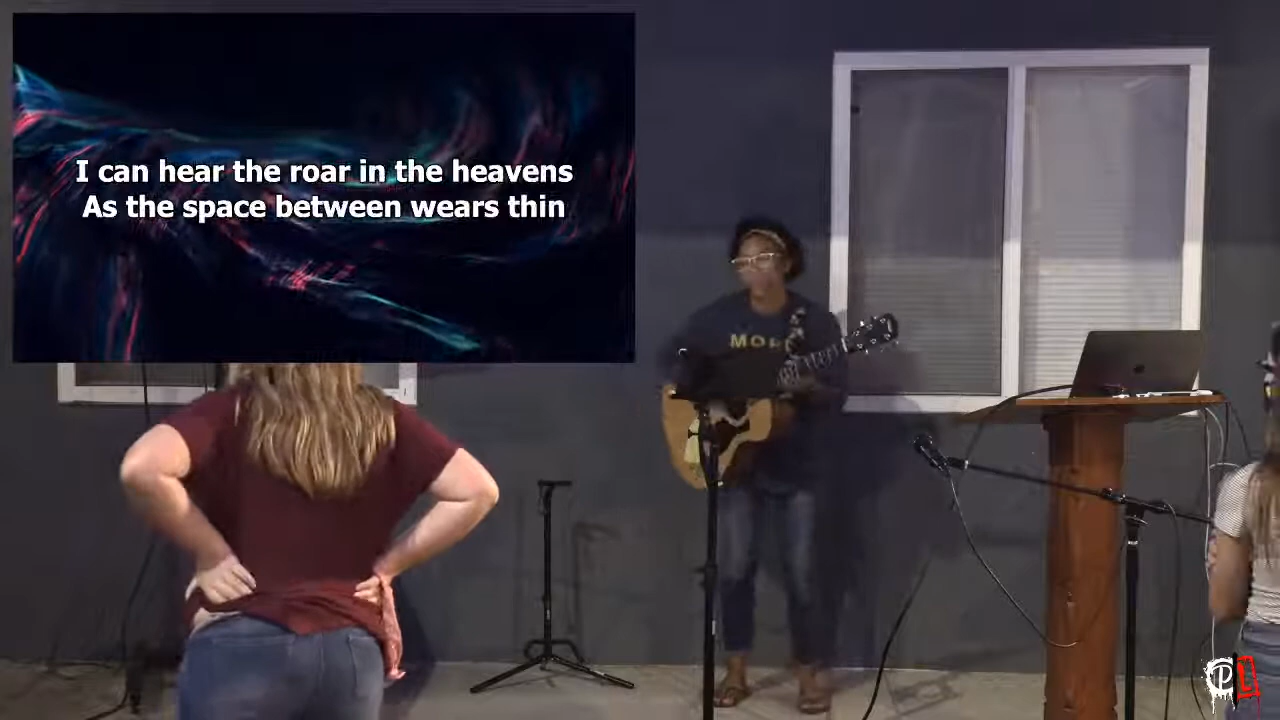 I can hear the roar in the heavens
As the space between wears thin